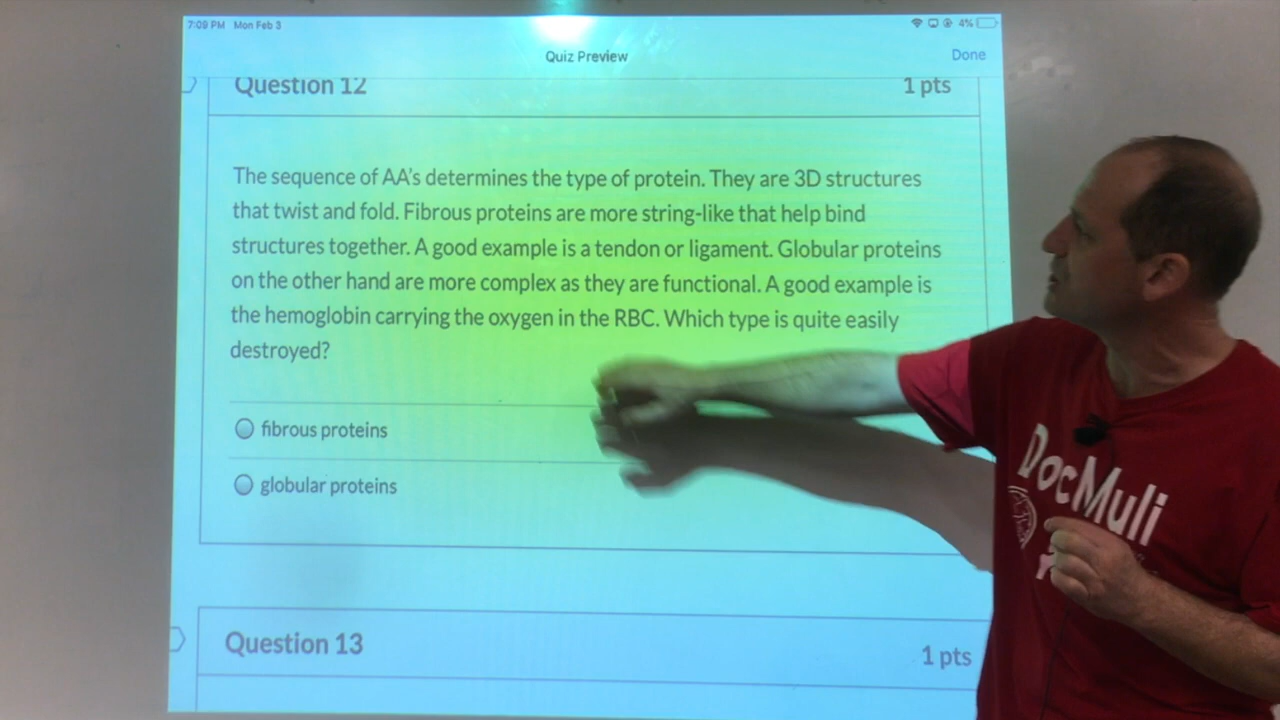 7:09 PM Mon Feb 3
4%
Quiz Preview
Done
Question 12
1 pts
The sequence of AA's determines the type of protein. They are 3D structures
that twist and fold. Fibrous proteins are more string-like that help bind
structures together. A good example is a tendon or ligament. Globular proteins
on the other hand are more complex as they are functional. A good example is
the hemoglobin carrying the oxygen in the RBC. Which type is quite easily
destroyed?
fibrous proteins
globular proteins
DocMuli
Question 13
1 pts